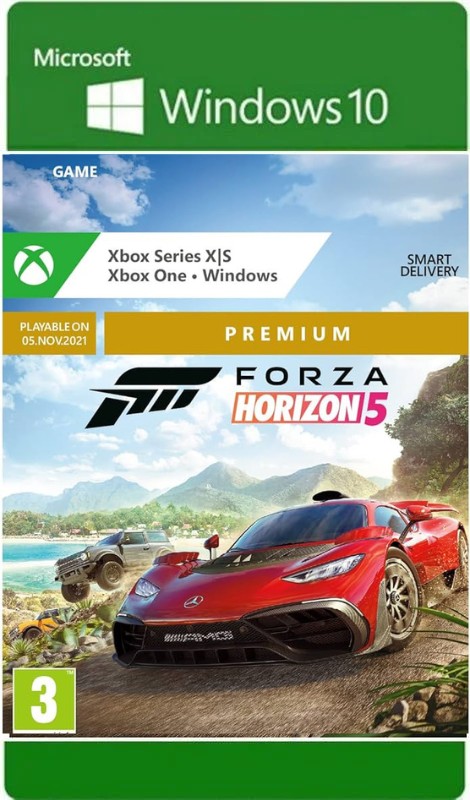 Microsoft
Windows 10
GAME
Xbox Series X|S
Xbox One • Windows
SMART
DELIVERY
PLAYABLE ON
05.NOV.2021
PREMIUM
FORZA
HORIZON 5
AMG
3